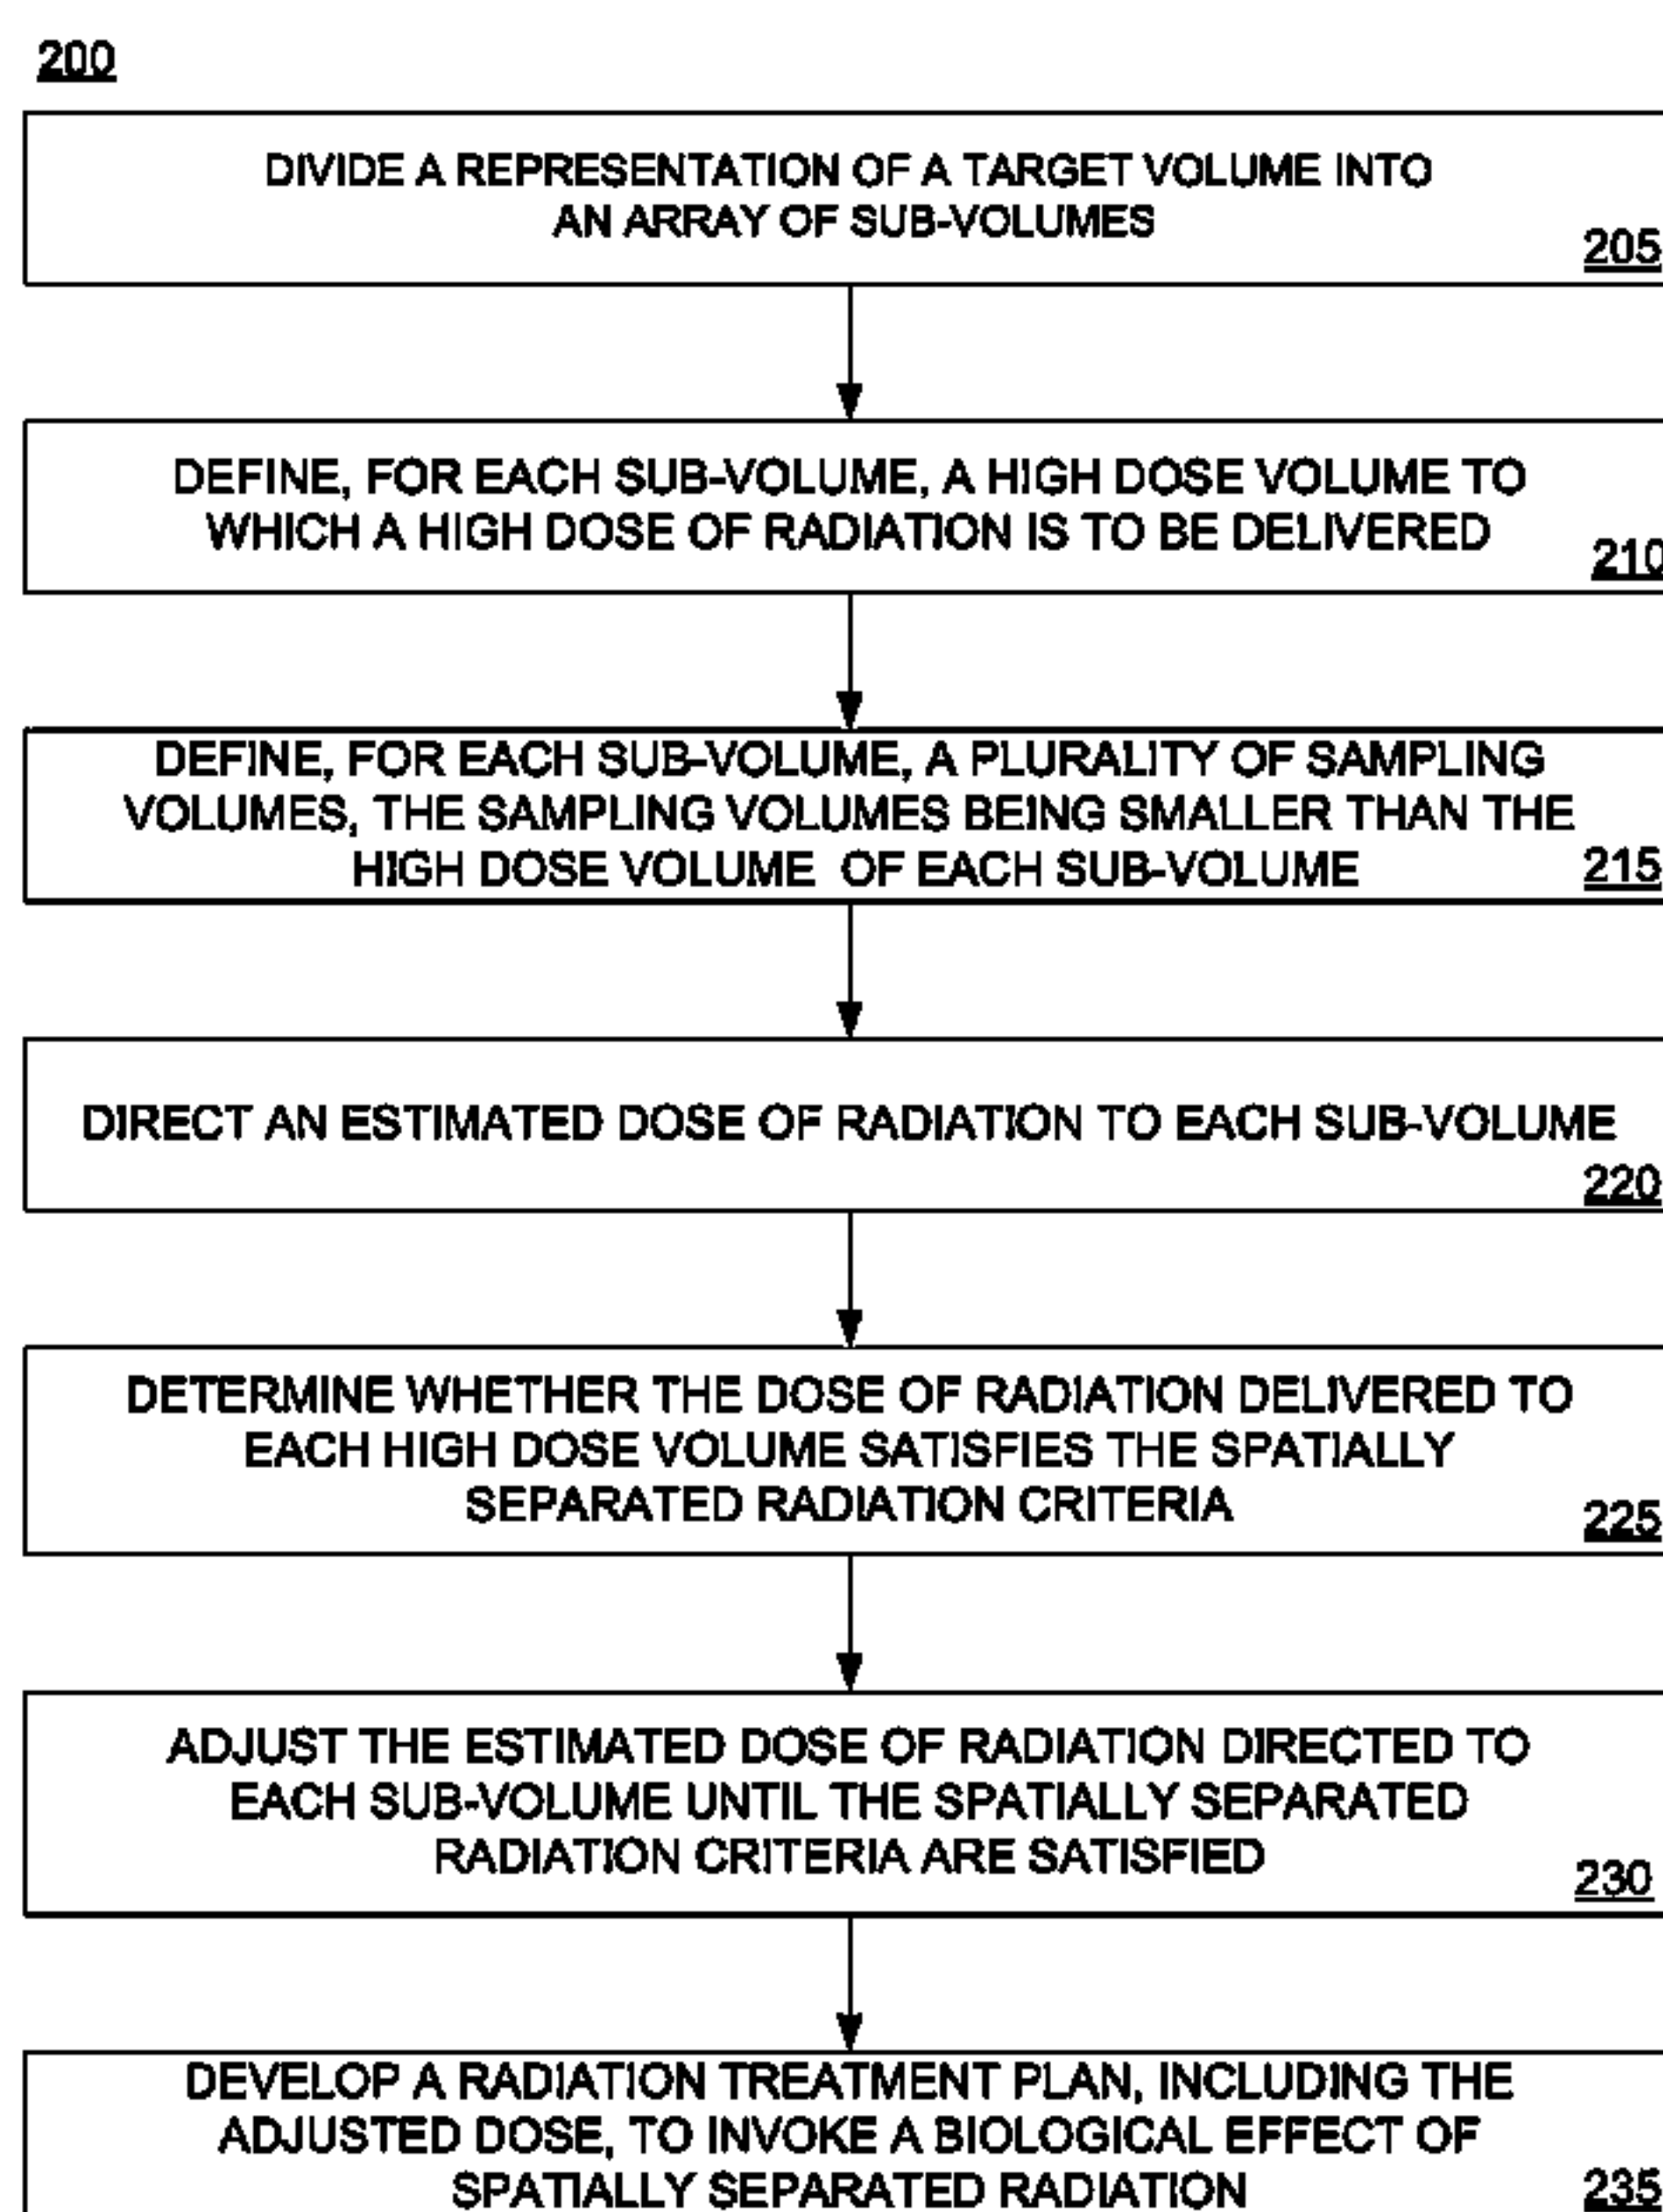 200
DIVIDE A REPRESENTATION OF A TARGET VOLUME INTO
AN ARRAY OF SUB-VOLUMES
205
DEFINE, FOR EACH SUB-VOLUME, A HIGH DOSE VOLUME TO
WHICH A HIGH DOSE OF RADIATION IS TO BE DELIVERED
210
DEFINE, FOR EACH SUB-VOLUME, A PLURALITY OF SAMPLING
VOLUMES, THE SAMPLING VOLUMES BEING SMALLER THAN THE
HIGH DOSE VOLUME OF EACH SUB-VOLUME
215
DIRECT AN ESTIMATED DOSE OF RADIATION TO EACH SUB-VOLUME
220
DETERMINE WHETHER THE DOSE OF RADIATION DELIVERED TO
EACH HIGH DOSE VOLUME SATISFIES THE SPATIALLY
SEPARATED RADIATION CRITERIA
225
ADJUST THE ESTIMATED DOSE OF RADIATION DIRECTED TO
EACH SUB-VOLUME UNTIL THE SPATIALLY SEPARATED
RADIATION CRITERIA ARE SATISFIED
230
DEVELOP A RADIATION TREATMENT PLAN, INCLUDING THE
ADJUSTED DOSE, TO INVOKE A BIOLOGICAL EFFECT OF
SPATIALLY SEPARATED RADIATION
235